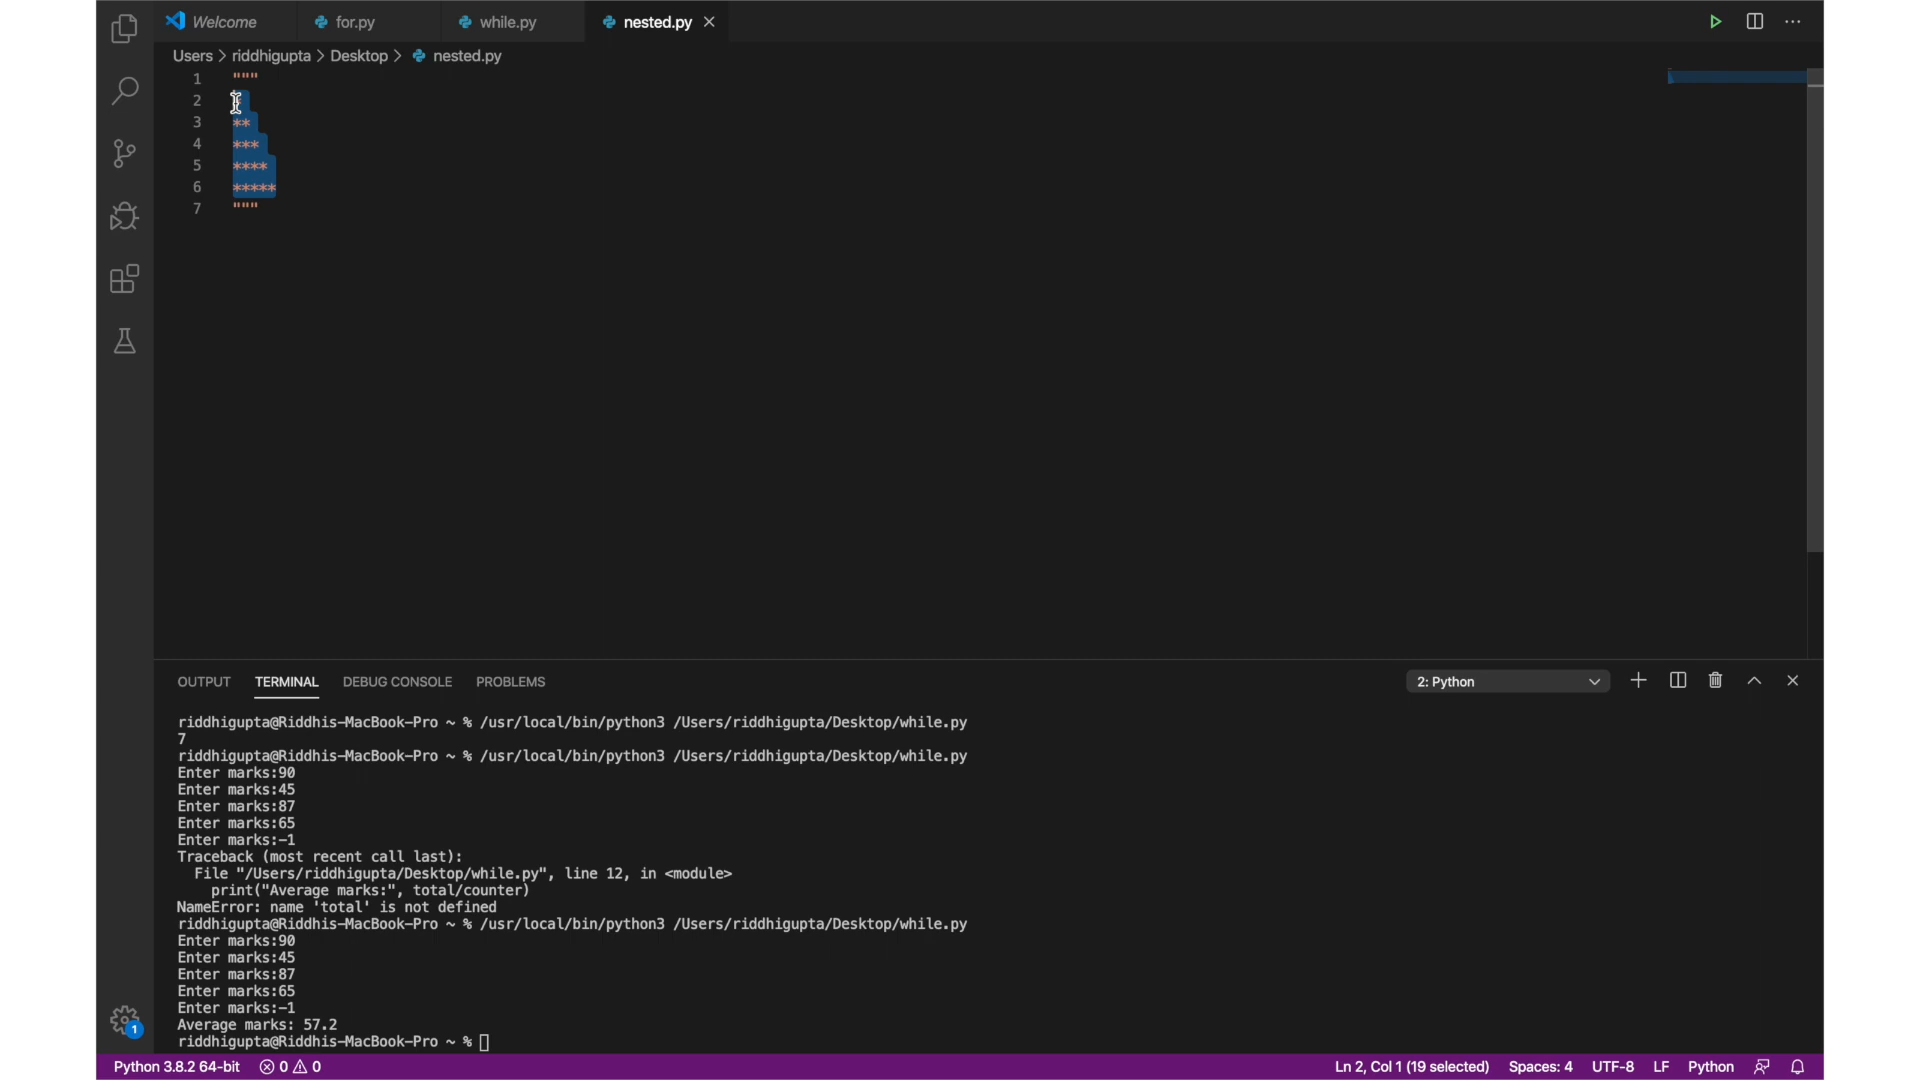 Welcome for.py while.py nested.py
Users > riddhigupta > Desktop > nested.py
1 """
2
3 **
4 ***
5 ****
6 *****
7 """
OUTPUT TERMINAL DEBUG CONSOLE PROBLEMS 2: Python
riddhigupta@Riddhis-MacBook-Pro ~ % /usr/local/bin/python3 /Users/riddhigupta/Desktop/while.py
7
riddhigupta@Riddhis-MacBook-Pro ~ % /usr/local/bin/python3 /Users/riddhigupta/Desktop/while.py
Enter marks:90
Enter marks:45
Enter marks:87
Enter marks:65
Enter marks:-1
Traceback (most recent call last):
  File "/Users/riddhigupta/Desktop/while.py", line 12, in <module>
    print("Average marks:", total/counter)
NameError: name 'total' is not defined
riddhigupta@Riddhis-MacBook-Pro ~ % /usr/local/bin/python3 /Users/riddhigupta/Desktop/while.py
Enter marks:90
Enter marks:45
Enter marks:87
Enter marks:65
Enter marks:-1
Average marks: 57.2
riddhigupta@Riddhis-MacBook-Pro ~ %
1
Python 3.8.2 64-bit 0 0 Ln 2, Col 1 (19 selected) Spaces: 4 UTF-8 LF Python